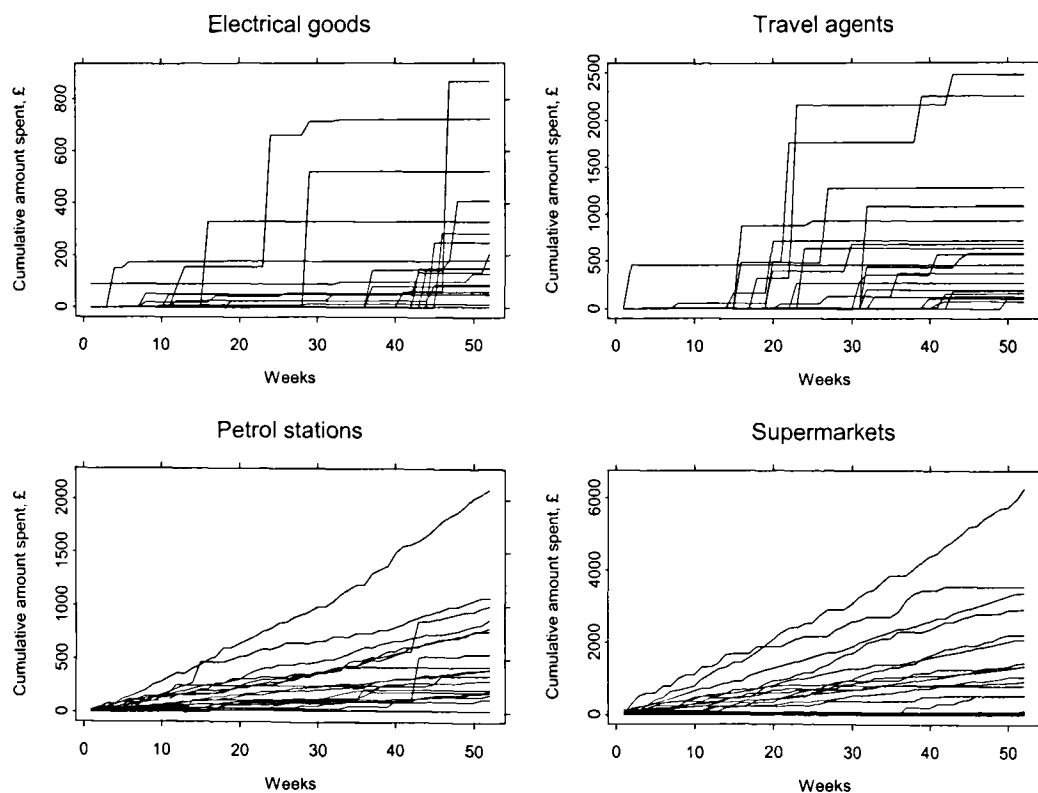 Electrical goods
Cumulative amount spent, £
0 200 400 600 800
0 10 20 30 40 50
Weeks
Travel agents
Cumulative amount spent, £
0 500 1000 1500 2000 2500
0 10 20 30 40 50
Weeks
Petrol stations
Cumulative amount spent, £
0 500 1000 1500 2000
0 10 20 30 40 50
Weeks
Supermarkets
Cumulative amount spent, £
0 2000 4000 6000
0 10 20 30 40 50
Weeks